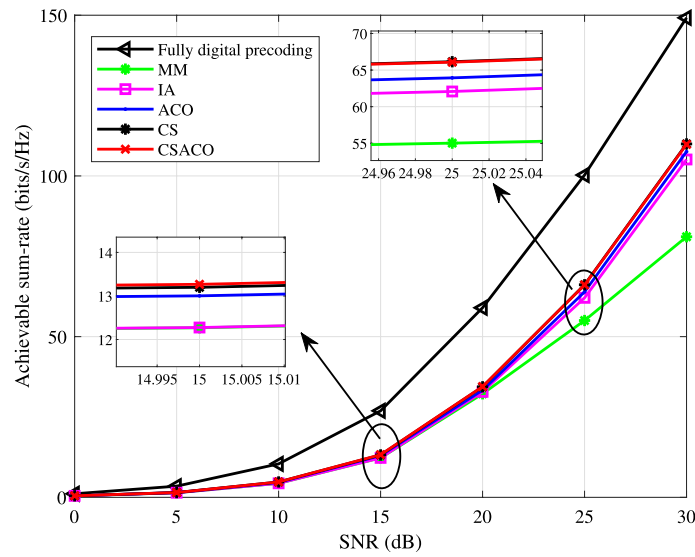 150
100
50
0
Achievable sum-rate (bits/s/Hz)
Fully digital precoding
MM
IA
ACO
CS
CSACO
70
65
60
55
24.96 24.98 25 25.02 25.04
14
13
12
14.995 15 15.005 15.01
0 5 10 15 20 25 30
SNR (dB)